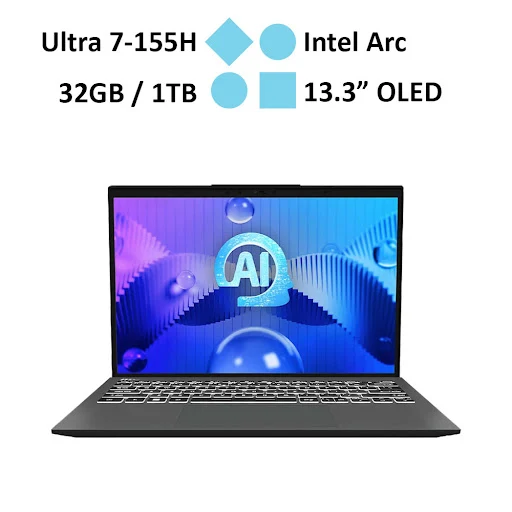 Ultra 7-155H Intel Arc
32GB / 1TB 13.3” OLED
AI